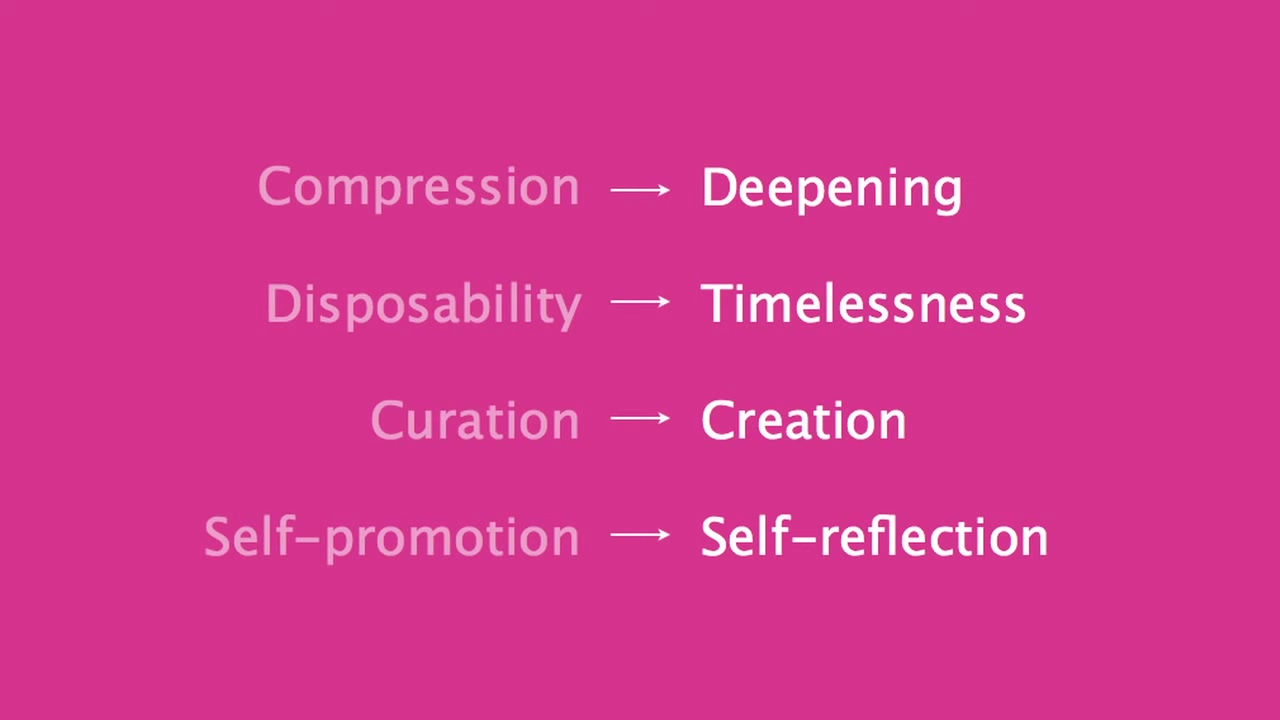 Compression → Deepening
Disposability → Timelessness
Curation → Creation
Self-promotion → Self-reflection